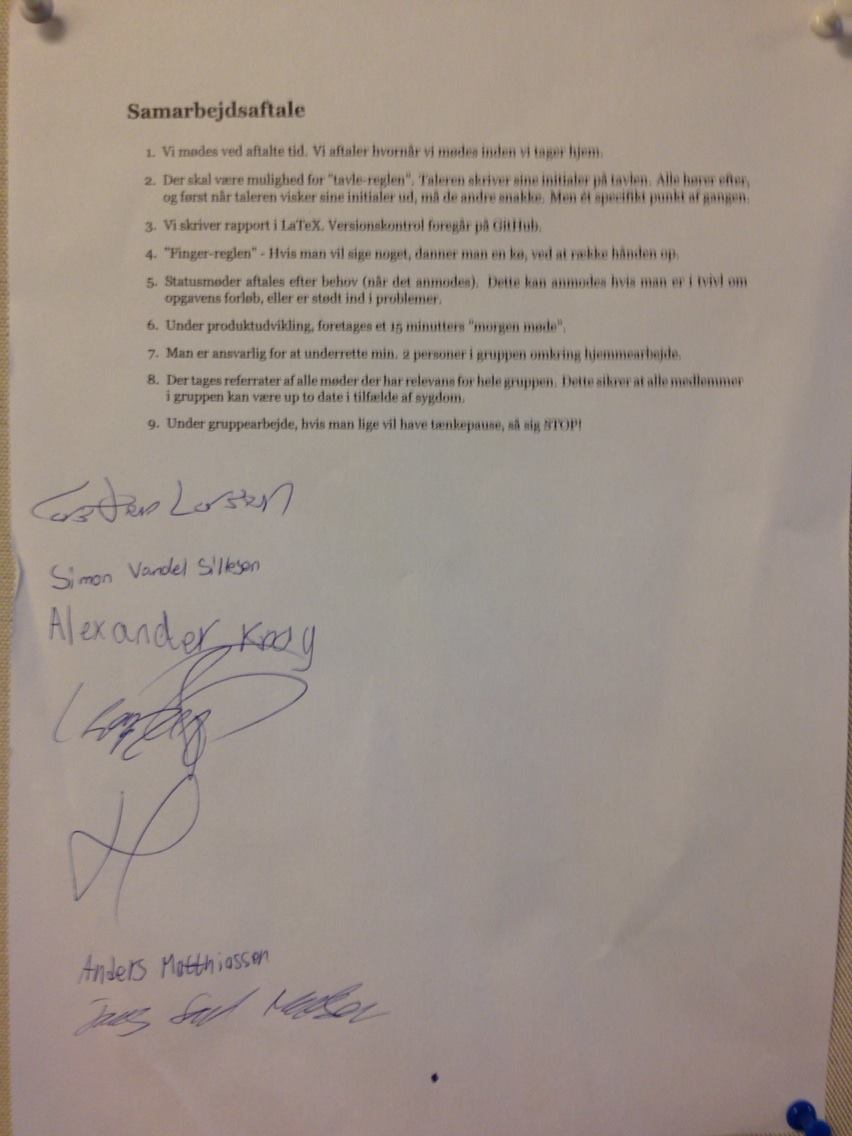 Samarbejdsaftale
1. Vi mødes ved aftalte tid. Vi aftaler hvornår vi mødes inden vi tager hjem.
2. Der skal være mulighed for "tavle-reglen". Taleren skriver sine initialer på tavlen. Alle hører efter,
og først når taleren visker sine initialer ud, må de andre snakke. Men ét specifikt punkt af gangen.
3. Vi skriver rapport i LaTeX. Versionskontrol foregår på GitHub.
4. "Finger-reglen" - Hvis man vil sige noget, danner man en kø, ved at række hånden op.
5. Statusmøder aftales efter behov (når det anmodes). Dette kan anmodes hvis man er i tvivl om
opgavens forløb, eller er stødt ind i problemer.
6. Under produktudvikling, foretages et 15 minutters "morgen møde".
7. Man er ansvarlig for at underrette min. 2 personer i gruppen omkring hjemmearbejde.
8. Der tages referrater af alle møder der har relevans for hele gruppen. Dette sikrer at alle medlemmer
i gruppen kan være up to date i tilfælde af sygdom.
9. Under gruppearbejde, hvis man lige vil have tænkepause, så sig STOP!
Simon Vandel Sillesen
Alexander Krog
Anders Matthiassen